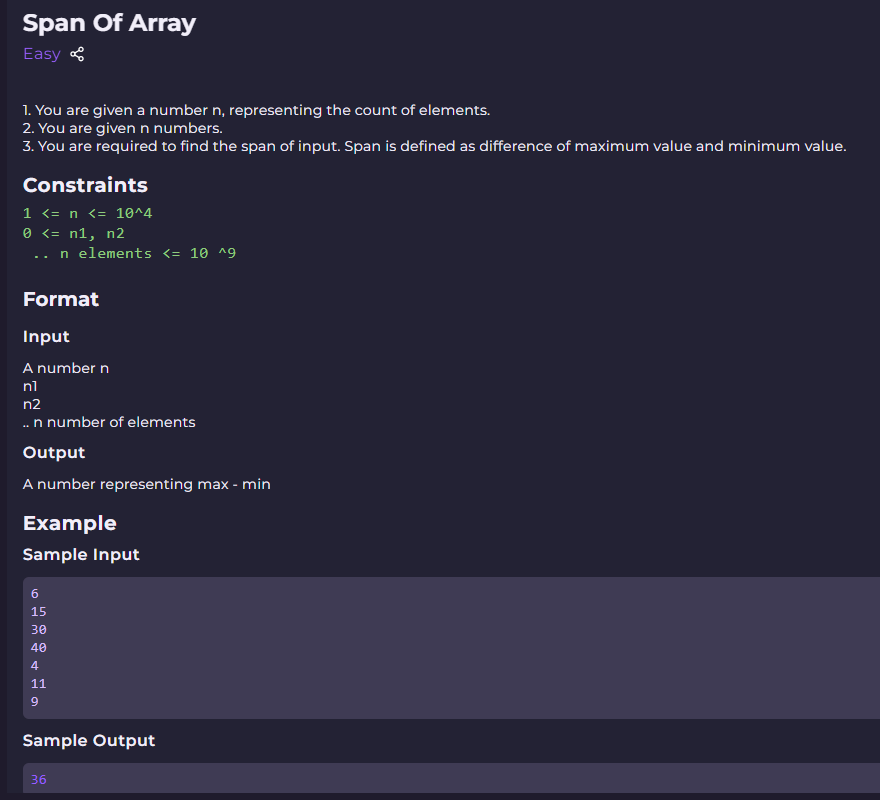 Span Of Array
Easy
1. You are given a number n, representing the count of elements.
2. You are given n numbers.
3. You are required to find the span of input. Span is defined as difference of maximum value and minimum value.
Constraints
1 <= n <= 10^4
0 <= n1, n2
.. n elements <= 10 ^9
Format
Input
A number n
n1
n2
.. n number of elements
Output
A number representing max - min
Example
Sample Input
6
15
30
40
4
11
9
Sample Output
36